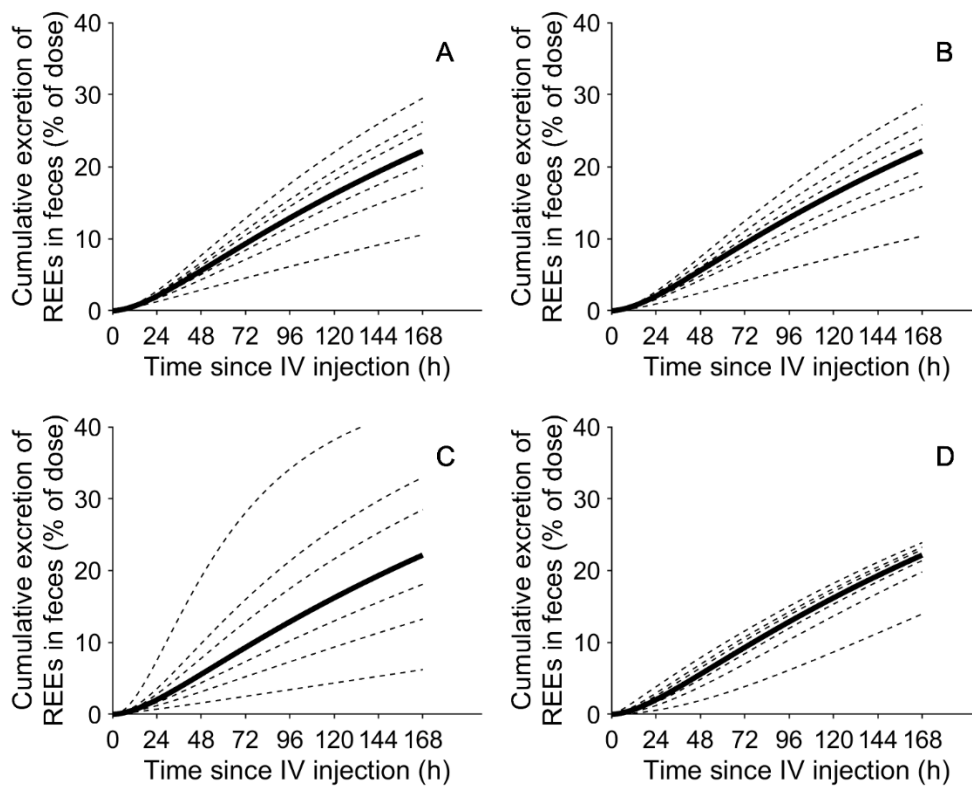 Cumulative excretion of
REEs in feces (% of dose)
40
30
20
10
0
A
0 24 48 72 96 120 144 168
Time since IV injection (h)
Cumulative excretion of
REEs in feces (% of dose)
40
30
20
10
0
B
0 24 48 72 96 120 144 168
Time since IV injection (h)
Cumulative excretion of
REEs in feces (% of dose)
40
30
20
10
0
C
0 24 48 72 96 120 144 168
Time since IV injection (h)
Cumulative excretion of
REEs in feces (% of dose)
40
30
20
10
0
D
0 24 48 72 96 120 144 168
Time since IV injection (h)